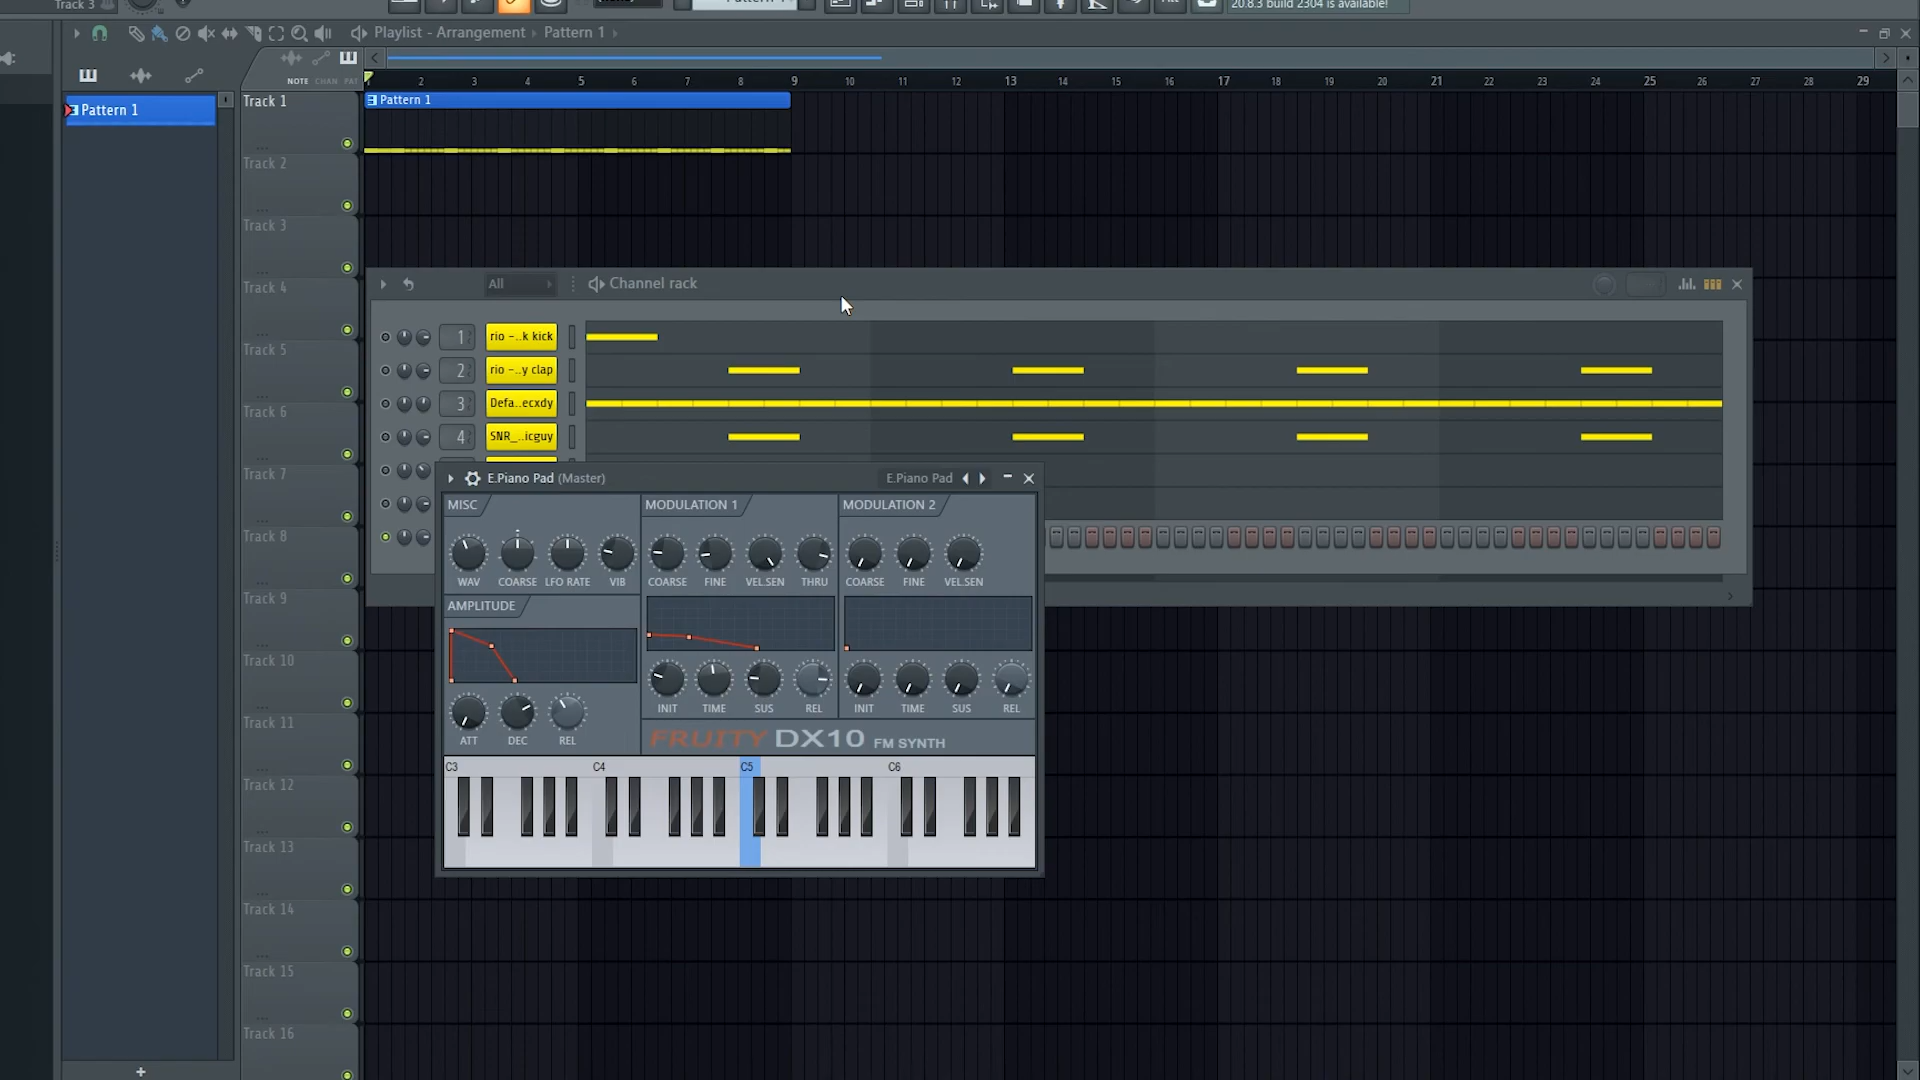 Track 3
Pattern 1
20.8.3 build 2304 is available!
Playlist - Arrangement › Pattern 1 ›
NOTE CHAN PAT
1 2 3 4 5 6 7 8 9 10 11 12 13 14 15 16 17 18 19 20 21 22 23 24 25 26 27 28 29
Pattern 1
Track 1
Pattern 1
Track 2
Track 3
Track 4
Track 5
Track 6
Track 7
Track 8
Track 9
Track 10
Track 11
Track 12
Track 13
Track 14
Track 15
Track 16
All
Channel rack
1 rio -..k kick
2 rio -..y clap
3 Defa..ecxdy
4 SNR_..icguy
E.Piano Pad (Master)
E.Piano Pad
MISC
MODULATION 1
MODULATION 2
WAV COARSE LFO RATE VIB
COARSE FINE VEL.SEN THRU
COARSE FINE VEL.SEN
AMPLITUDE
INIT TIME SUS REL
INIT TIME SUS REL
ATT DEC REL
FRUITY DX10 FM SYNTH
C3 C4 C5 C6